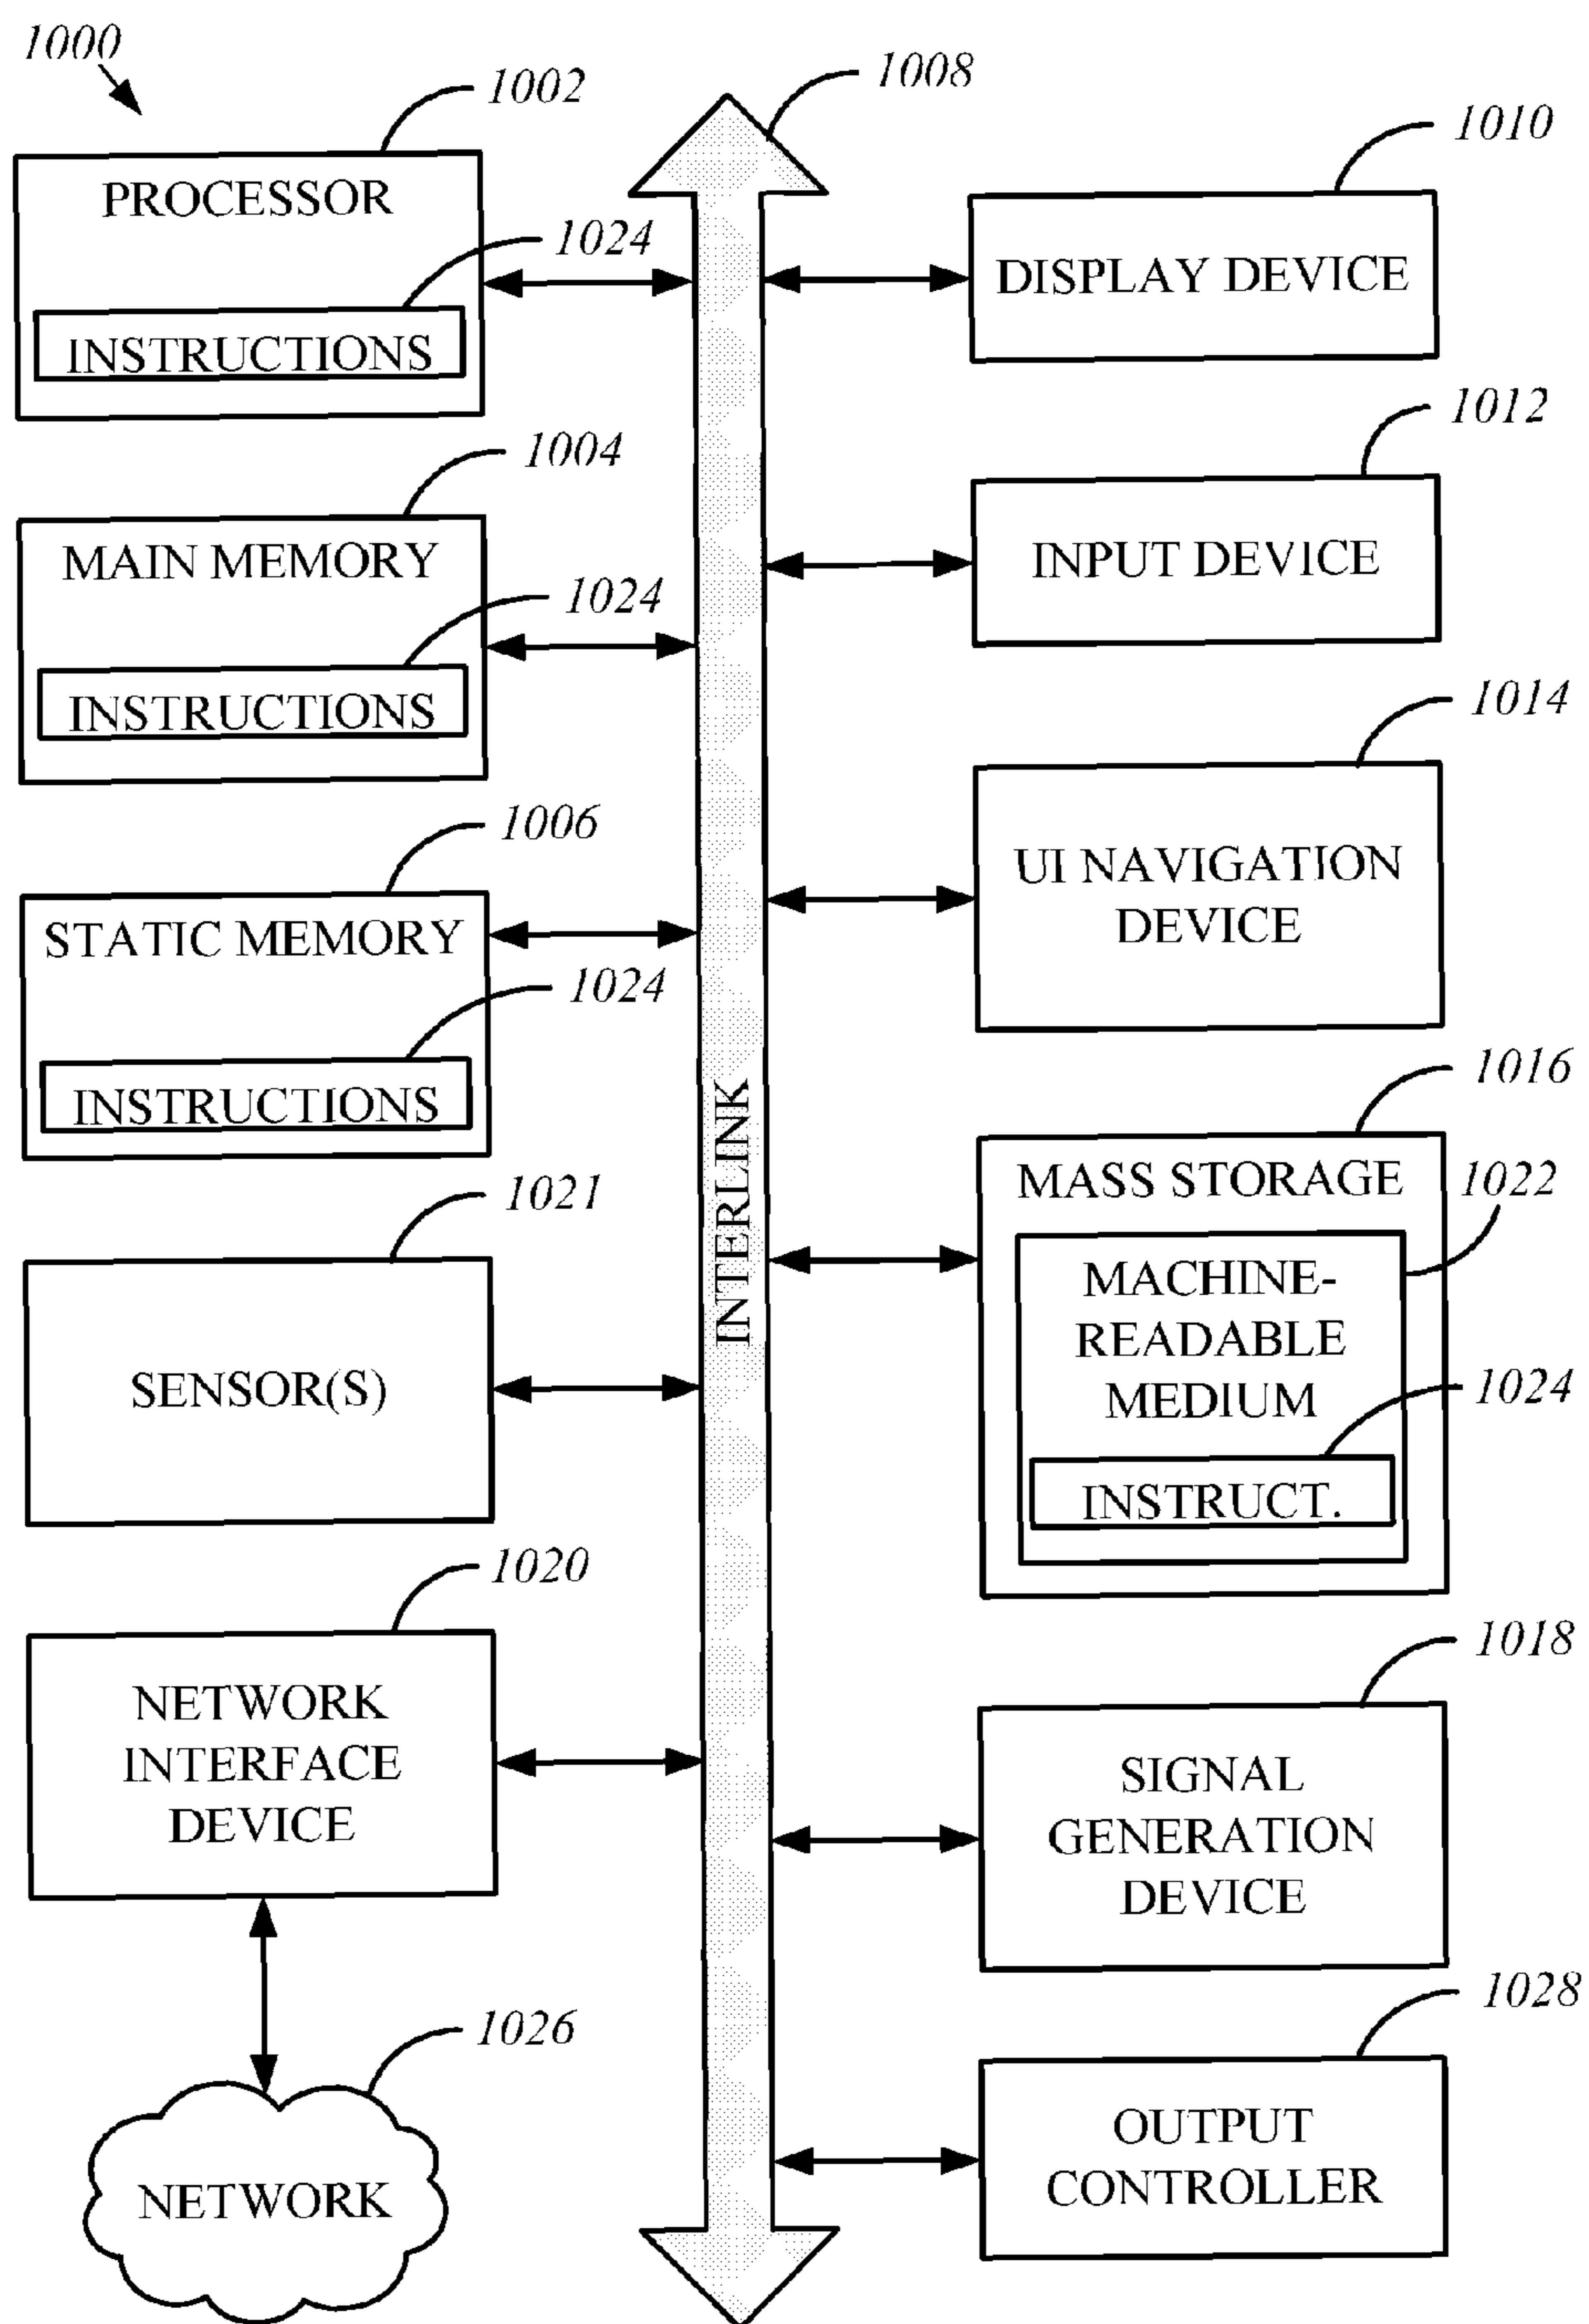 1000
1002
PROCESSOR
1024
INSTRUCTIONS
1004
MAIN MEMORY
1024
INSTRUCTIONS
1006
STATIC MEMORY
1024
INSTRUCTIONS
1021
SENSOR(S)
1020
NETWORK
INTERFACE
DEVICE
1026
NETWORK
1008
INTERLINK
1010
DISPLAY DEVICE
1012
INPUT DEVICE
1014
UI NAVIGATION
DEVICE
1016
MASS STORAGE
1022
MACHINE-
READABLE
MEDIUM
1024
INSTRUCT.
1018
SIGNAL
GENERATION
DEVICE
1028
OUTPUT
CONTROLLER